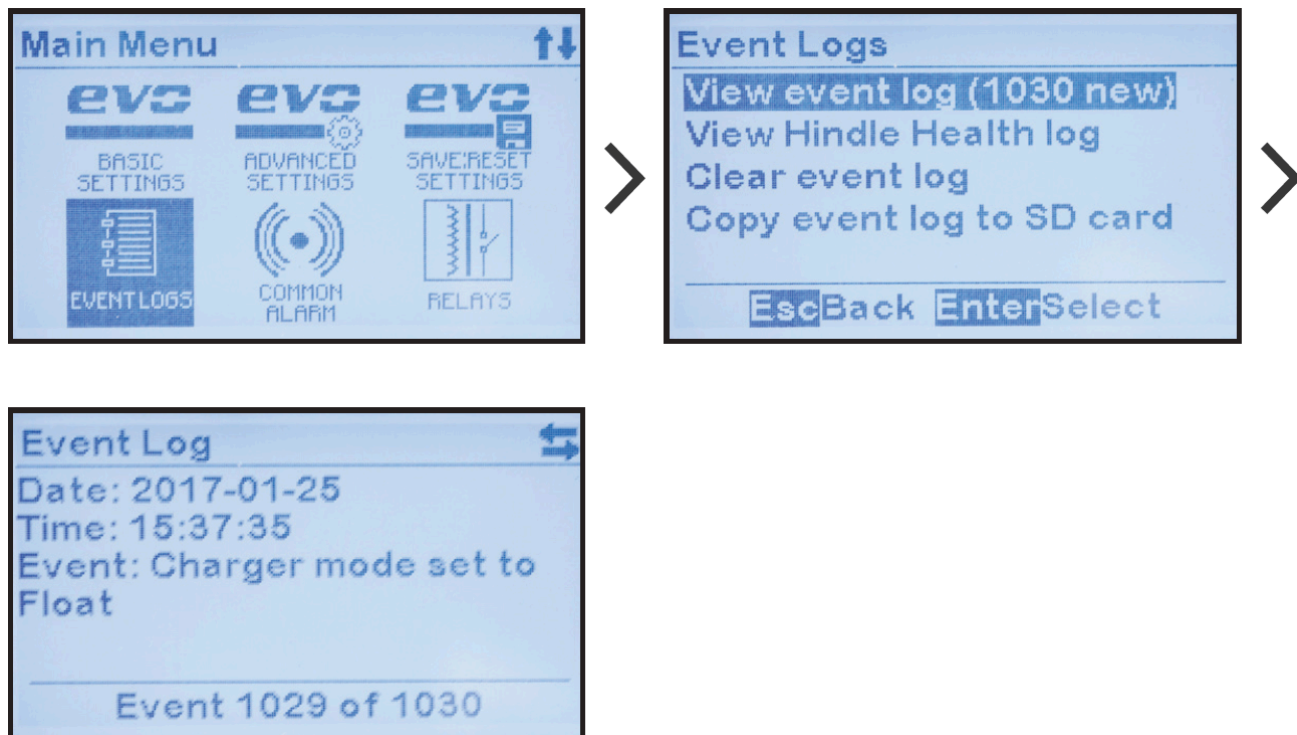 Main Menu
evo evo evo
BASIC SETTINGS
ADVANCED SETTINGS
SAVE:RESET SETTINGS
EVENT LOGS
COMMON ALARM
RELAYS
Event Logs
View event log (1030 new)
View Hindle Health log
Clear event log
Copy event log to SD card
Esc Back Enter Select
Event Log
Date: 2017-01-25
Time: 15:37:35
Event: Charger mode set to
Float
Event 1029 of 1030